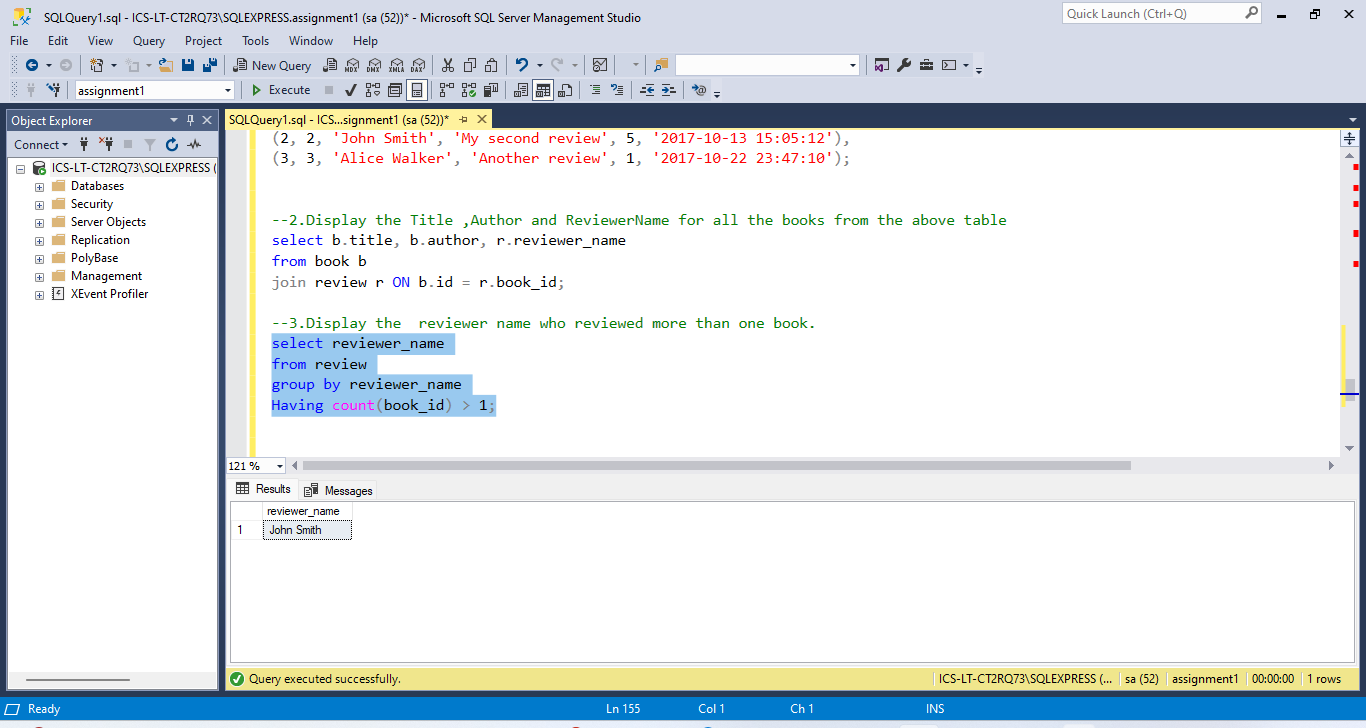 SQLQuery1.sql - ICS-LT-CT2RQ73\SQLEXPRESS.assignment1 (sa (52))* - Microsoft SQL Server Management Studio
Quick Launch (Ctrl+Q)
File Edit View Query Project Tools Window Help
New Query MDX DMX XMLA DAX
assignment1 Execute
Object Explorer
Connect
ICS-LT-CT2RQ73\SQLEXPRESS (
Databases
Security
Server Objects
Replication
PolyBase
Management
XEvent Profiler
SQLQuery1.sql - ICS...signment1 (sa (52))*
(2, 2, 'John Smith', 'My second review', 5, '2017-10-13 15:05:12'),
(3, 3, 'Alice Walker', 'Another review', 1, '2017-10-22 23:47:10');
--2.Display the Title ,Author and ReviewerName for all the books from the above table
select b.title, b.author, r.reviewer_name
from book b
join review r ON b.id = r.book_id;
--3.Display the  reviewer name who reviewed more than one book.
select reviewer_name
from review
group by reviewer_name
Having count(book_id) > 1;
121 %
Results Messages
reviewer_name
1 John Smith
Query executed successfully.
ICS-LT-CT2RQ73\SQLEXPRESS (... sa (52) assignment1 00:00:00 1 rows
Ready Ln 155 Col 1 Ch 1 INS